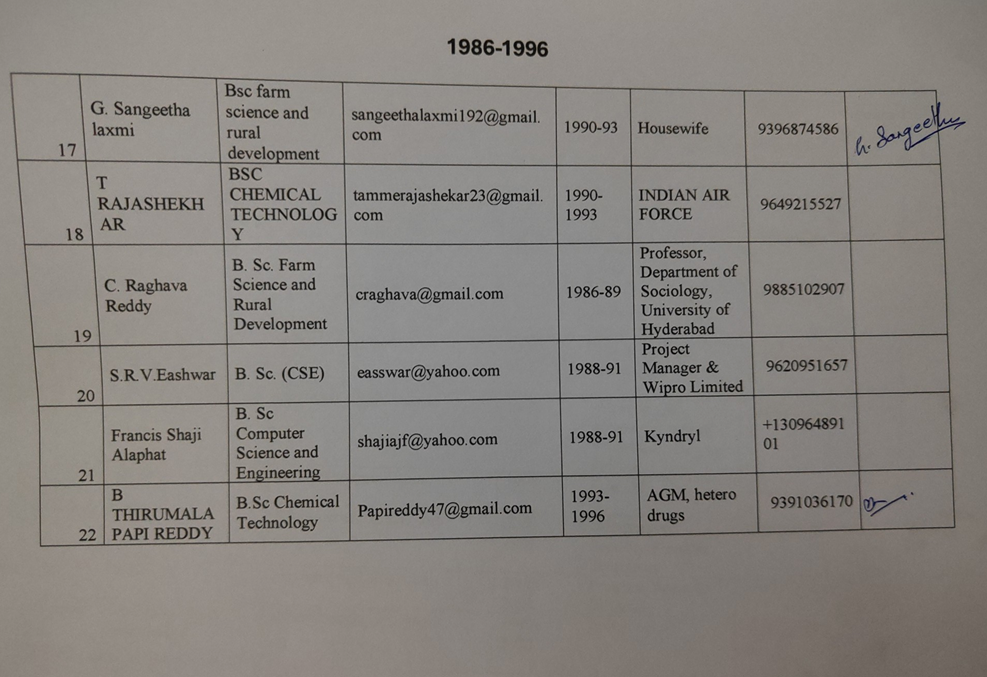 1986-1996
17
G. Sangeetha
laxmi
Bsc farm
science and
rural
development
sangeethalaxmi192@gmail.
com
1990-93
Housewife
9396874586
G. Sangeetha
18
T
RAJASHEKH
AR
BSC
CHEMICAL
TECHNOLOG
Y
tammerajashekar23@gmail.
com
1990-
1993
INDIAN AIR
FORCE
9649215527
19
C. Raghava
Reddy
B. Sc. Farm
Science and
Rural
Development
craghava@gmail.com
1986-89
Professor,
Department of
Sociology,
University of
Hyderabad
9885102907
20
S.R.V.Eashwar
B. Sc. (CSE)
easswar@yahoo.com
1988-91
Project
Manager &
Wipro Limited
9620951657
21
Francis Shaji
Alaphat
B. Sc
Computer
Science and
Engineering
shajiajf@yahoo.com
1988-91
Kyndryl
+130964891
01
22
B
THIRUMALA
PAPI REDDY
B.Sc Chemical
Technology
Papireddy47@gmail.com
1993-
1996
AGM, hetero
drugs
9391036170